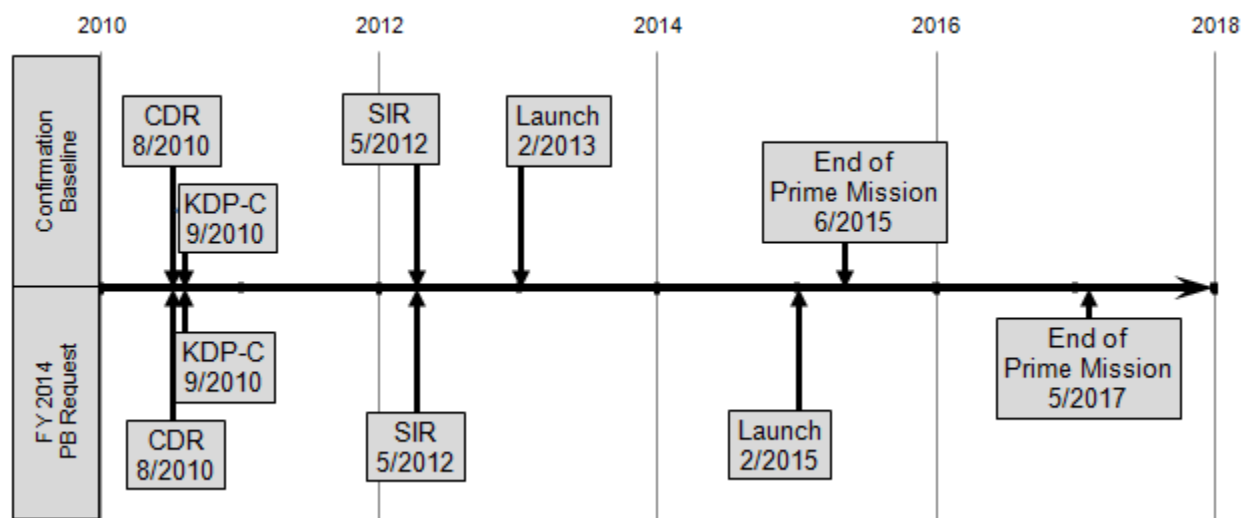 2010
2012
2014
2016
2018
Confirmation
Baseline
CDR
8/2010
KDP-C
9/2010
SIR
5/2012
Launch
2/2013
End of
Prime Mission
6/2015
FY 2014
PB Request
KDP-C
9/2010
CDR
8/2010
SIR
5/2012
Launch
2/2015
End of
Prime Mission
5/2017